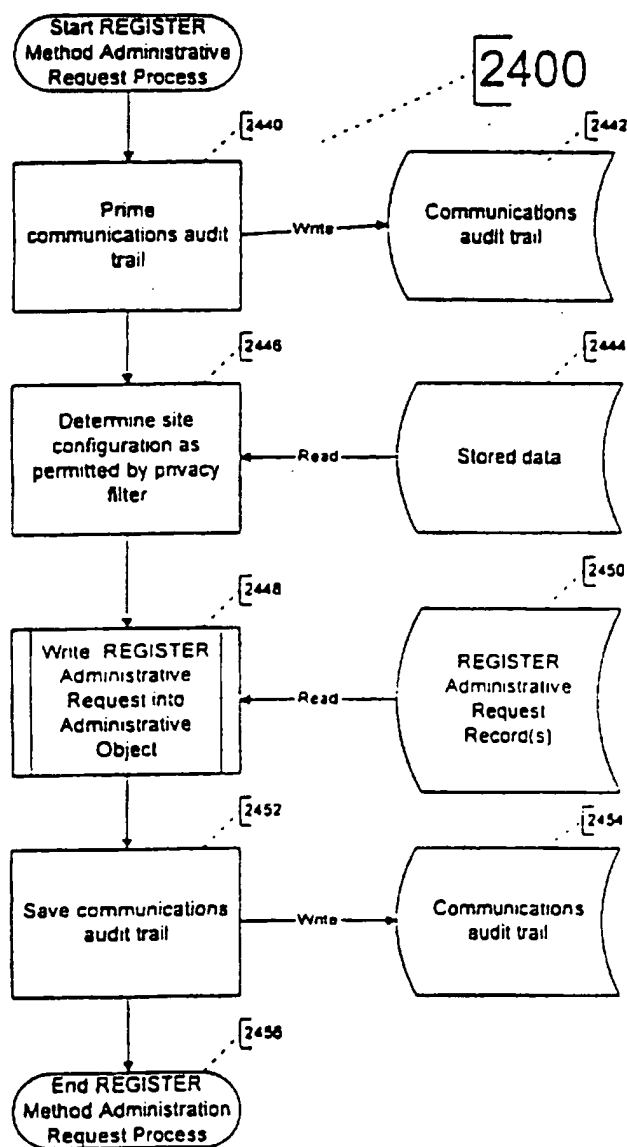 Start REGISTER
Method Administrative
Request Process
2400
2440
2442
Prime
communications audit
trail
Write
Communications
audit trail
2446
2444
Determine site
configuration as
permitted by privacy
filter
Read
Stored data
2448
2450
Write REGISTER
Administrative
Request into
Administrative
Object
Read
REGISTER
Administrative
Request
Record(s)
2452
2454
Save communications
audit trail
Write
Communications
audit trail
2456
End REGISTER
Method Administration
Request Process